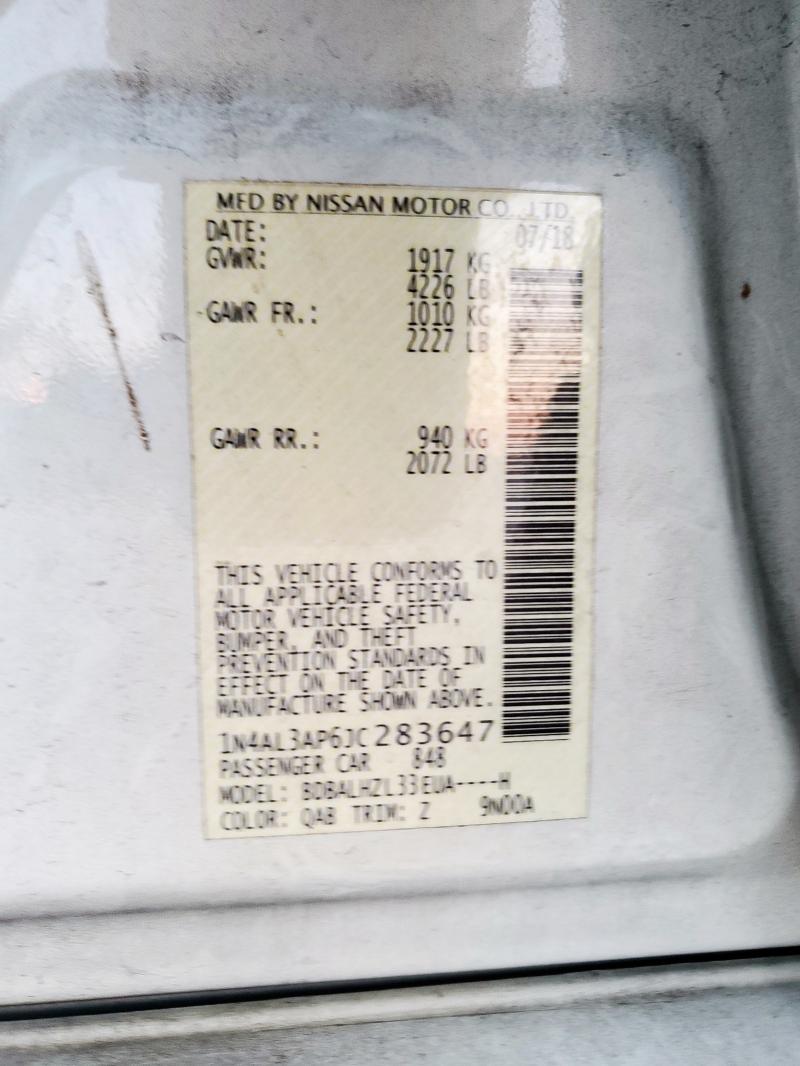 MFD BY NISSAN MOTOR CO., LTD.
DATE: 07/18
GVWR: 1917 KG
4226 LB
GAWR FR.: 1010 KG
2227 LB
GAWR RR.: 940 KG
2072 LB
THIS VEHICLE CONFORMS TO
ALL APPLICABLE FEDERAL
MOTOR VEHICLE SAFETY,
BUMPER, AND THEFT
PREVENTION STANDARDS IN
EFFECT ON THE DATE OF
MANUFACTURE SHOWN ABOVE.
1N4AL3AP6JC283647
PASSENGER CAR 848
MODEL: BDBALHZL33EUA----H
COLOR: QAB TRIM: Z 9N00A